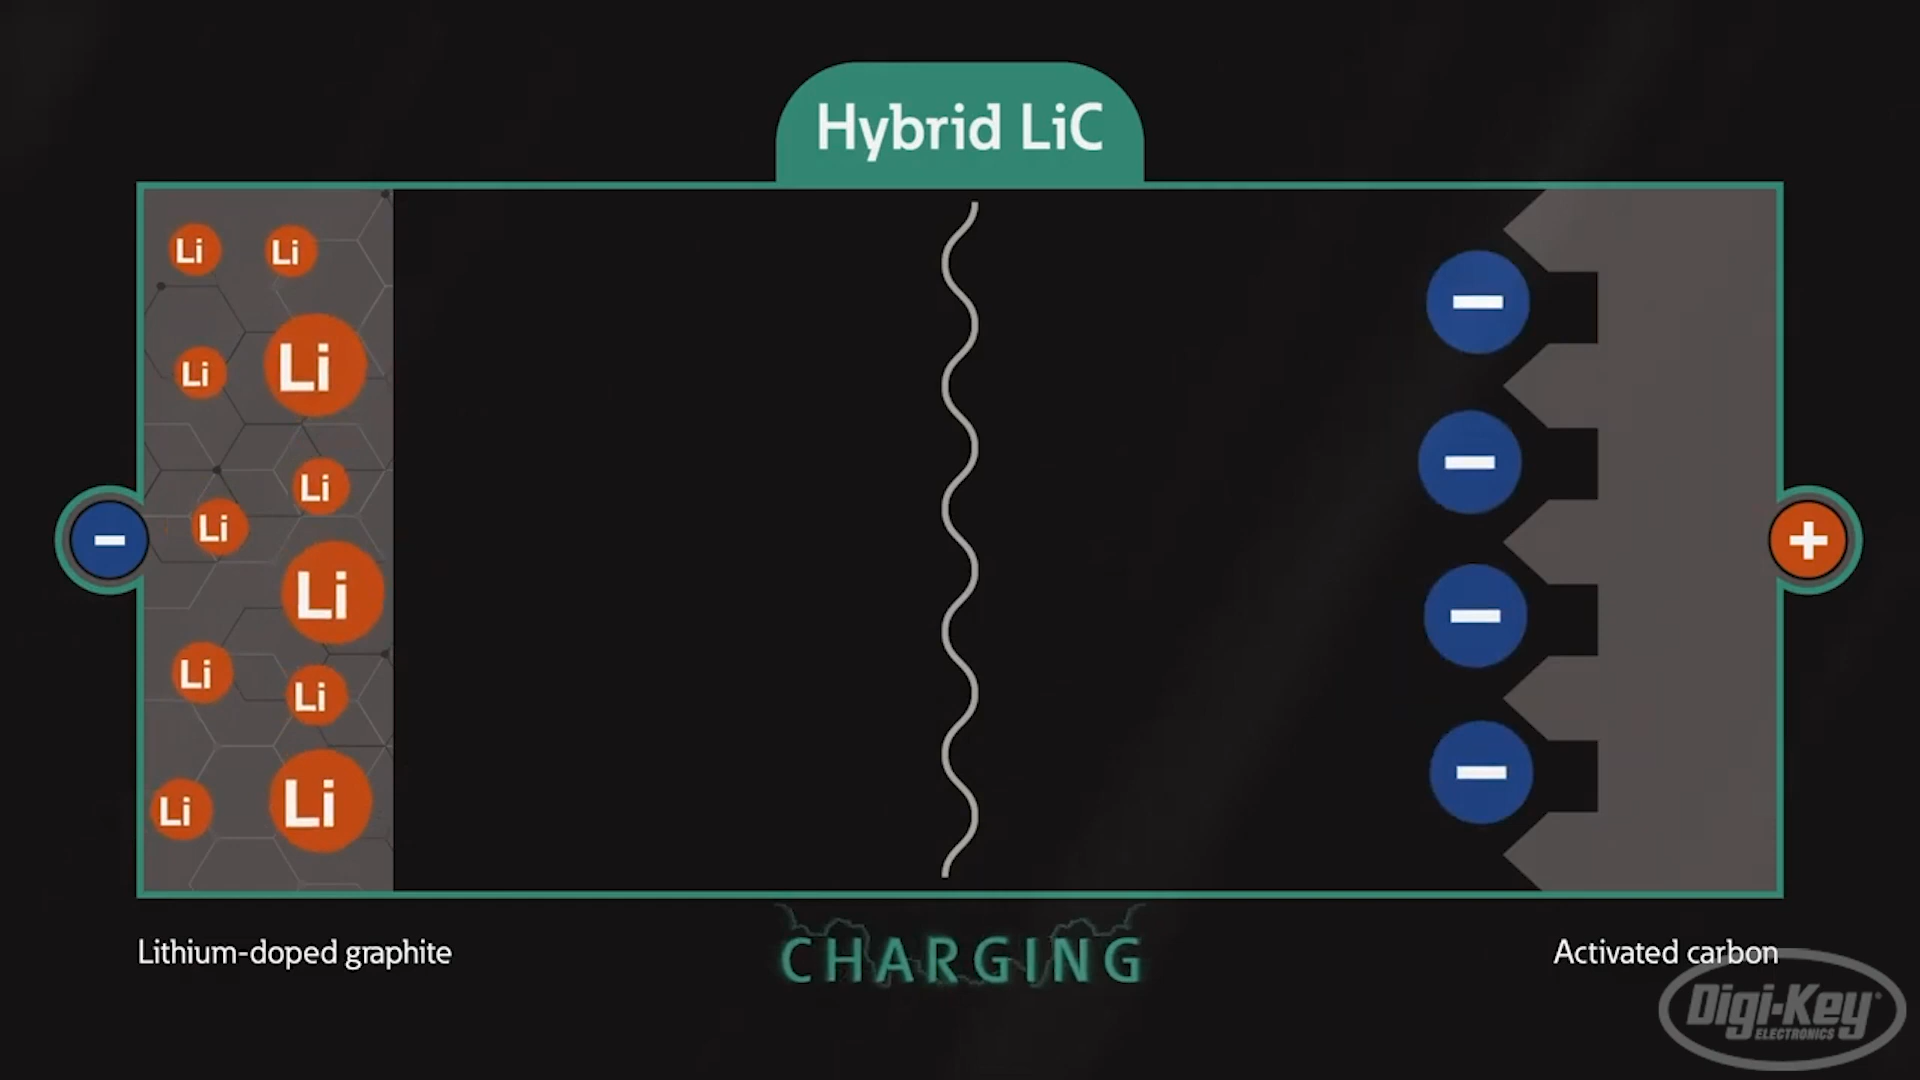 Hybrid LiC
Li
Li
Li
Li
Li
Li
Li
Li
Li
Li
Li
−
−
−
−
−
+
Lithium-doped graphite
CHARGING
Activated carbon
Digi-Key
ELECTRONICS